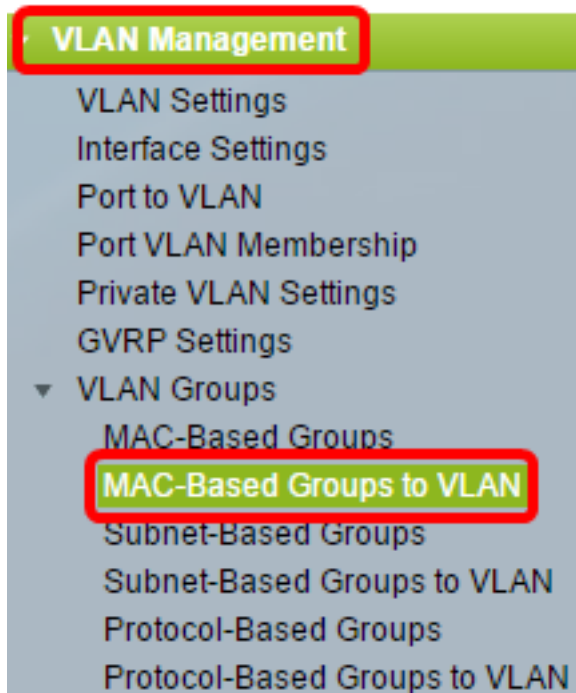 VLAN Management
VLAN Settings
Interface Settings
Port to VLAN
Port VLAN Membership
Private VLAN Settings
GVRP Settings
VLAN Groups
MAC-Based Groups
MAC-Based Groups to VLAN
Subnet-Based Groups
Subnet-Based Groups to VLAN
Protocol-Based Groups
Protocol-Based Groups to VLAN